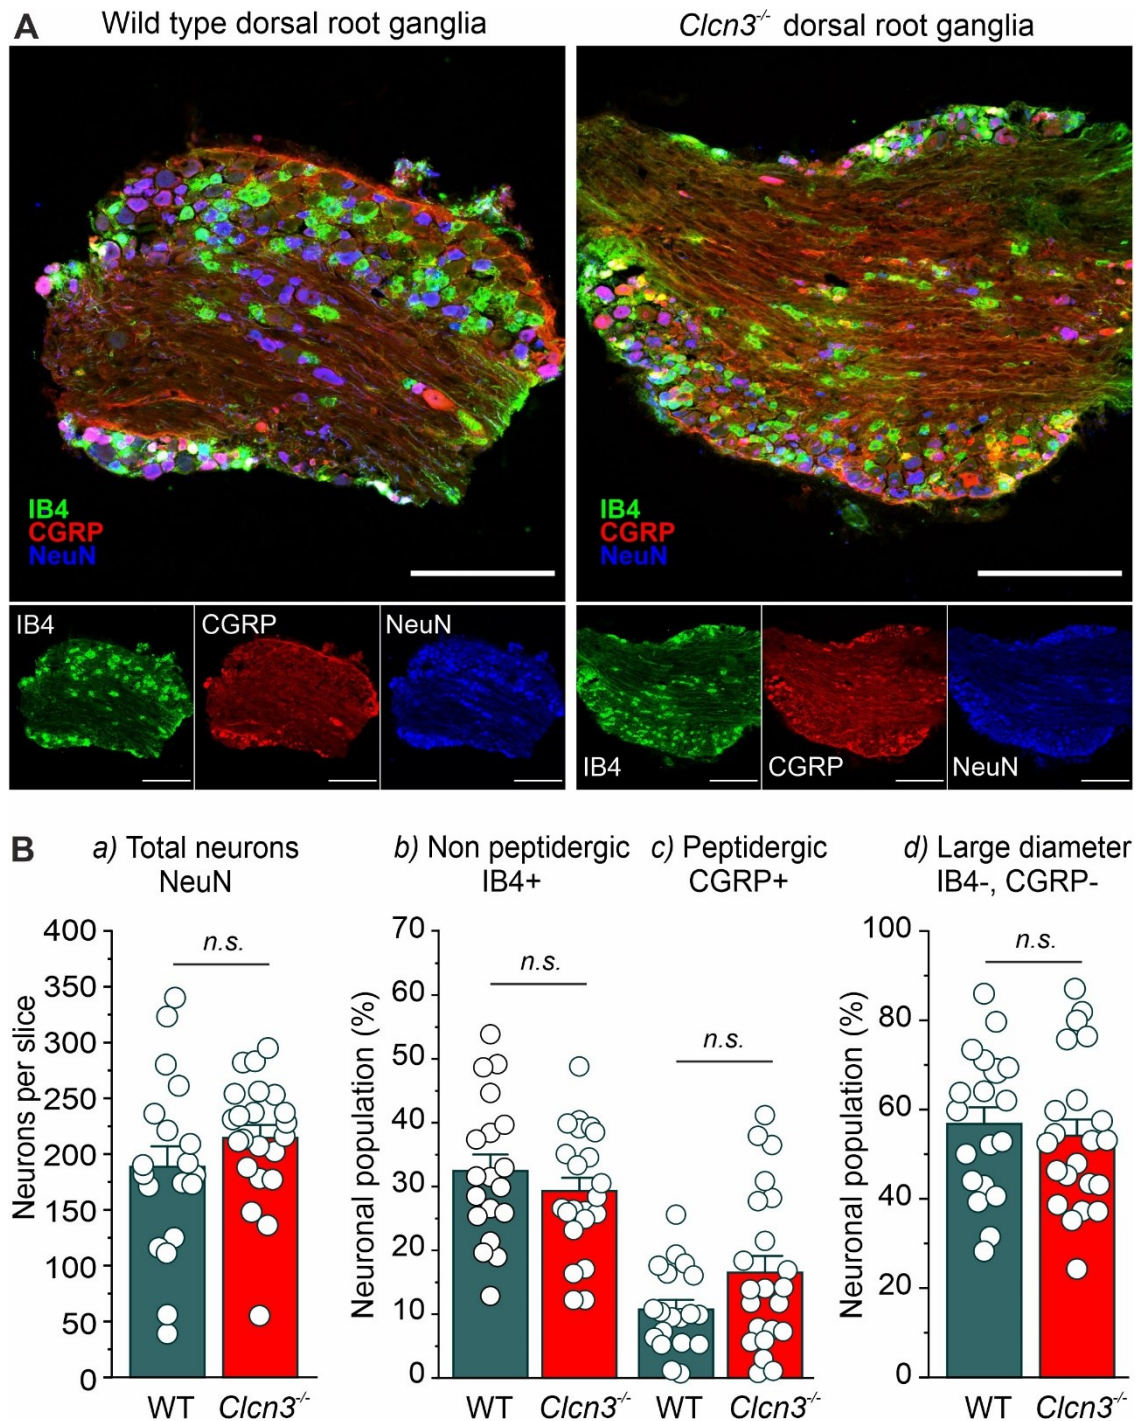 A
Wild type dorsal root ganglia
Clcn3-/- dorsal root ganglia
IB4
CGRP
NeuN
IB4
CGRP
NeuN
IB4
CGRP
NeuN
IB4
CGRP
NeuN
B
a) Total neurons
NeuN
b) Non peptidergic
IB4+
c) Peptidergic
CGRP+
d) Large diameter
IB4-, CGRP-
Neurons per slice
400
350
300
250
200
150
100
50
0
n.s.
WT
Clcn3-/-
Neuronal population (%)
70
60
50
40
30
20
10
0
n.s.
n.s.
WT
Clcn3-/-
WT
Clcn3-/-
Neuronal population (%)
100
80
60
40
20
0
n.s.
WT
Clcn3-/-